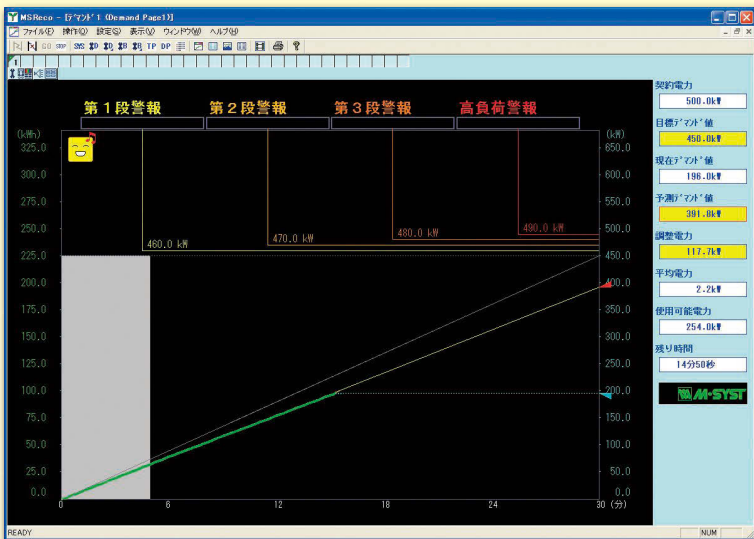 MSReco - [ﾃﾞﾏﾝﾄﾞ1 (Demand Page1)]
ファイル(F) 操作(O) 設定(S) 表示(V) ウィンドウ(W) ヘルプ(H)
GO STOP SYS TP DP
1
第1段警報 第2段警報 第3段警報 高負荷警報
(kWh) (kW)
325.0 650.0
300.0 600.0
275.0 550.0
250.0 500.0
460.0 kW 470.0 kW 480.0 kW 490.0 kW
225.0 450.0
200.0 400.0
175.0 350.0
150.0 300.0
125.0 250.0
100.0 200.0
75.0 150.0
50.0 100.0
25.0 50.0
0.0 0.0
0 6 12 18 24 30 (分)
契約電力
500.0kW
目標ﾃﾞﾏﾝﾄﾞ値
450.0kW
現在ﾃﾞﾏﾝﾄﾞ値
196.0kW
予測ﾃﾞﾏﾝﾄﾞ値
391.8kW
調整電力
117.7kW
平均電力
2.2kW
使用可能電力
254.0kW
残り時間
14分50秒
M-SYST
READY NUM